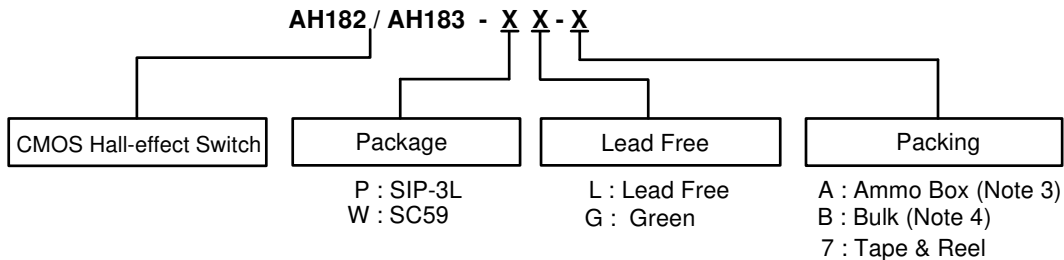 AH182 / AH183 - X X - X
CMOS Hall-effect Switch
Package
Lead Free
Packing
P : SIP-3L
W : SC59
L : Lead Free
G : Green
A : Ammo Box (Note 3)
B : Bulk (Note 4)
7 : Tape & Reel